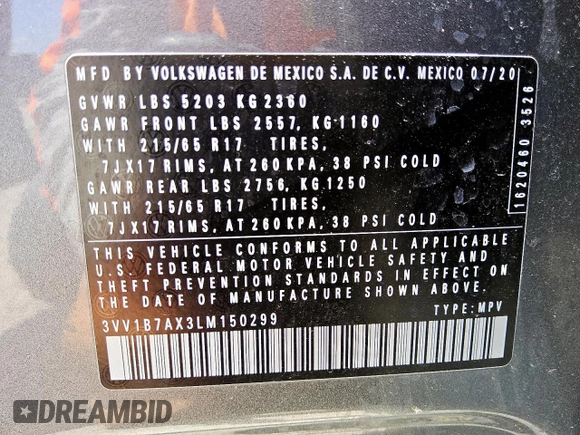 MFD BY VOLKSWAGEN DE MEXICO S.A. DE C.V. MEXICO 07/20
GVWR LBS 5203 KG 2360
GAWR FRONT LBS 2557, KG 1160
WITH 215/65 R17 TIRES,
7JX17 RIMS, AT 260 KPA, 38 PSI COLD
GAWR REAR LBS 2756, KG 1250
WITH 215/65 R17 TIRES,
7JX17 RIMS, AT 260 KPA, 38 PSI COLD
THIS VEHICLE CONFORMS TO ALL APPLICABLE
U.S. FEDERAL MOTOR VEHICLE SAFETY AND
THEFT PREVENTION STANDARDS IN EFFECT ON
THE DATE OF MANUFACTURE SHOWN ABOVE.
3VV1B7AX3LM150299 TYPE: MPV
1620460 3526
DREAMBID